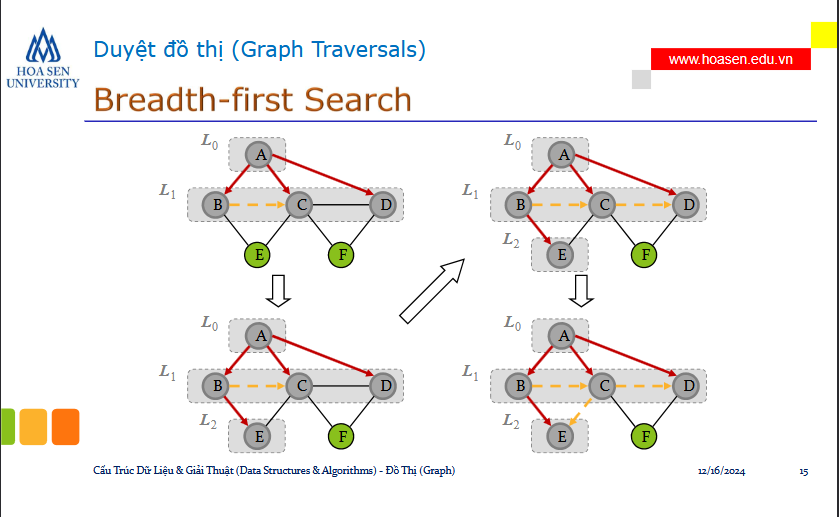 HOA SEN
UNIVERSITY
Duyệt đồ thị (Graph Traversals)
www.hoasen.edu.vn
Breadth-first Search
L0
A
L1
B
C
D
E
F
L0
A
L1
B
C
D
L2
E
F
L0
A
L1
B
C
D
L2
E
F
L0
A
L1
B
C
D
L2
E
F
Cấu Trúc Dữ Liệu & Giải Thuật (Data Structures & Algorithms) - Đồ Thị (Graph)
12/16/2024
15